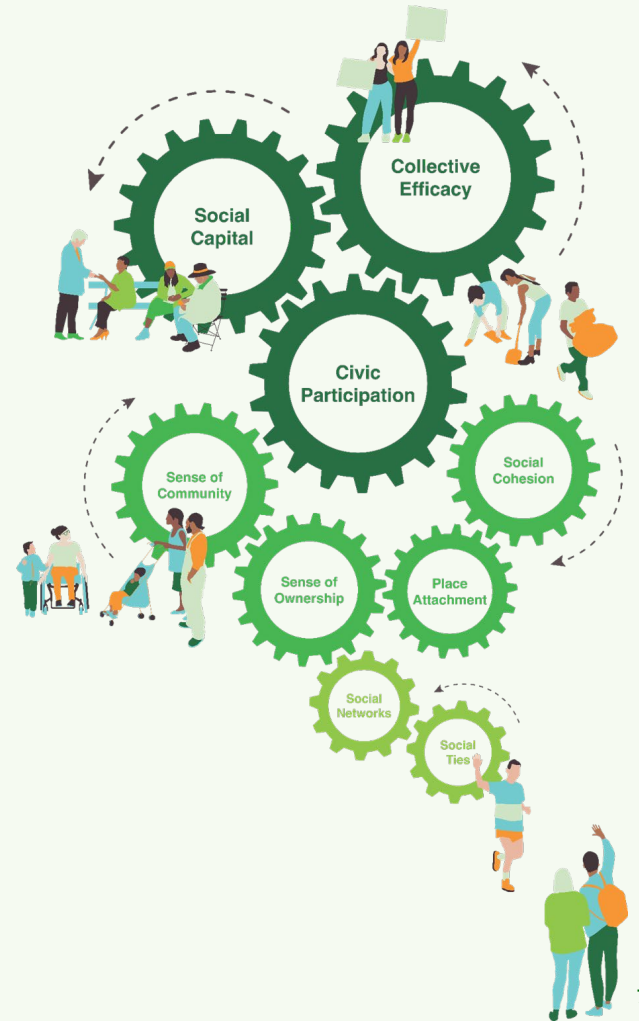 Collective
Efficacy
Social
Capital
Civic
Participation
Sense of
Community
Social
Cohesion
Sense of
Ownership
Place
Attachment
Social
Networks
Social
Ties